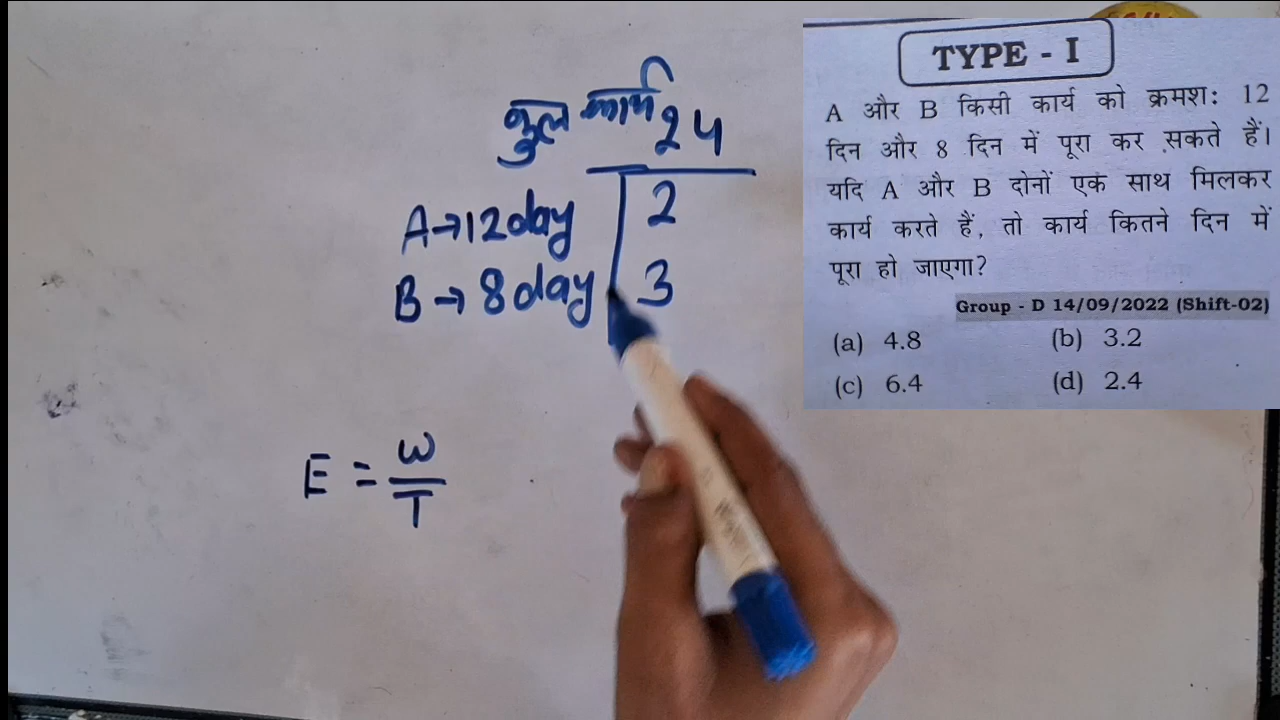 कुल कार्य 24
A→12day 2
B→8day 3
E = W
T
TYPE - I
A और B किसी कार्य को क्रमश: 12
दिन और 8 दिन में पूरा कर सकते हैं।
यदि A और B दोनों एक साथ मिलकर
कार्य करते हैं, तो कार्य कितने दिन में
पूरा हो जाएगा?
Group - D 14/09/2022 (Shift-02)
(a) 4.8 (b) 3.2
(c) 6.4 (d) 2.4